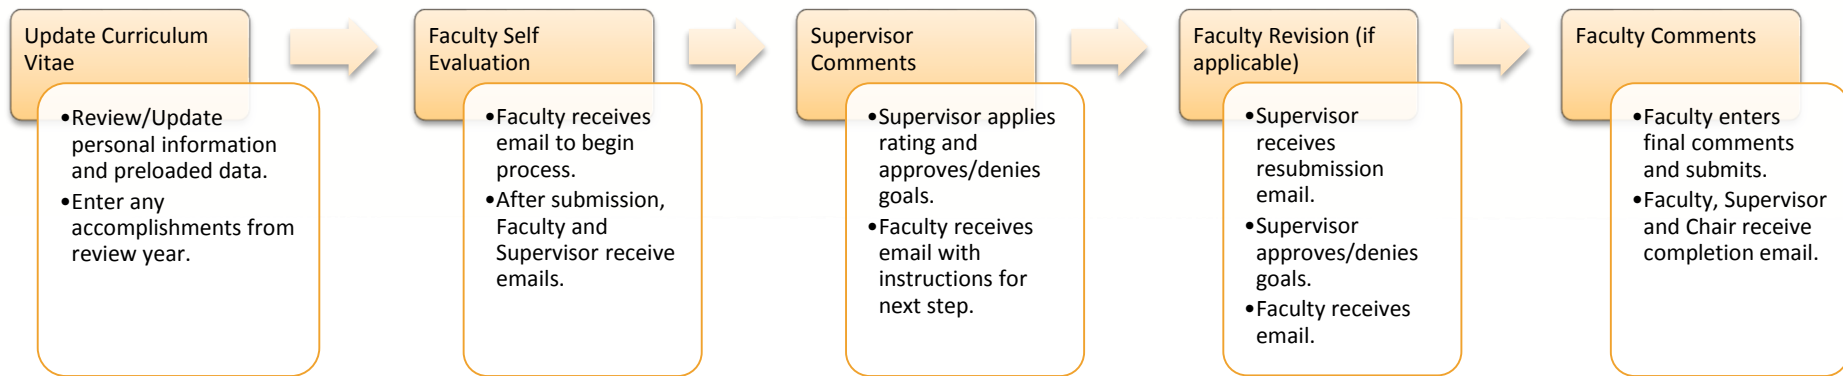 Update Curriculum
Vitae
•Review/Update
personal information
and preloaded data.
•Enter any
accomplishments from
review year.
Faculty Self
Evaluation
•Faculty receives
email to begin
process.
•After submission,
Faculty and
Supervisor receive
emails.
Supervisor
Comments
•Supervisor applies
rating and
approves/denies
goals.
•Faculty receives
email with
instructions for
next step.
Faculty Revision (if
applicable)
•Supervisor
receives
resubmission
email.
•Supervisor
approves/denies
goals.
•Faculty receives
email.
Faculty Comments
•Faculty enters
final comments
and submits.
•Faculty, Supervisor
and Chair receive
completion email.